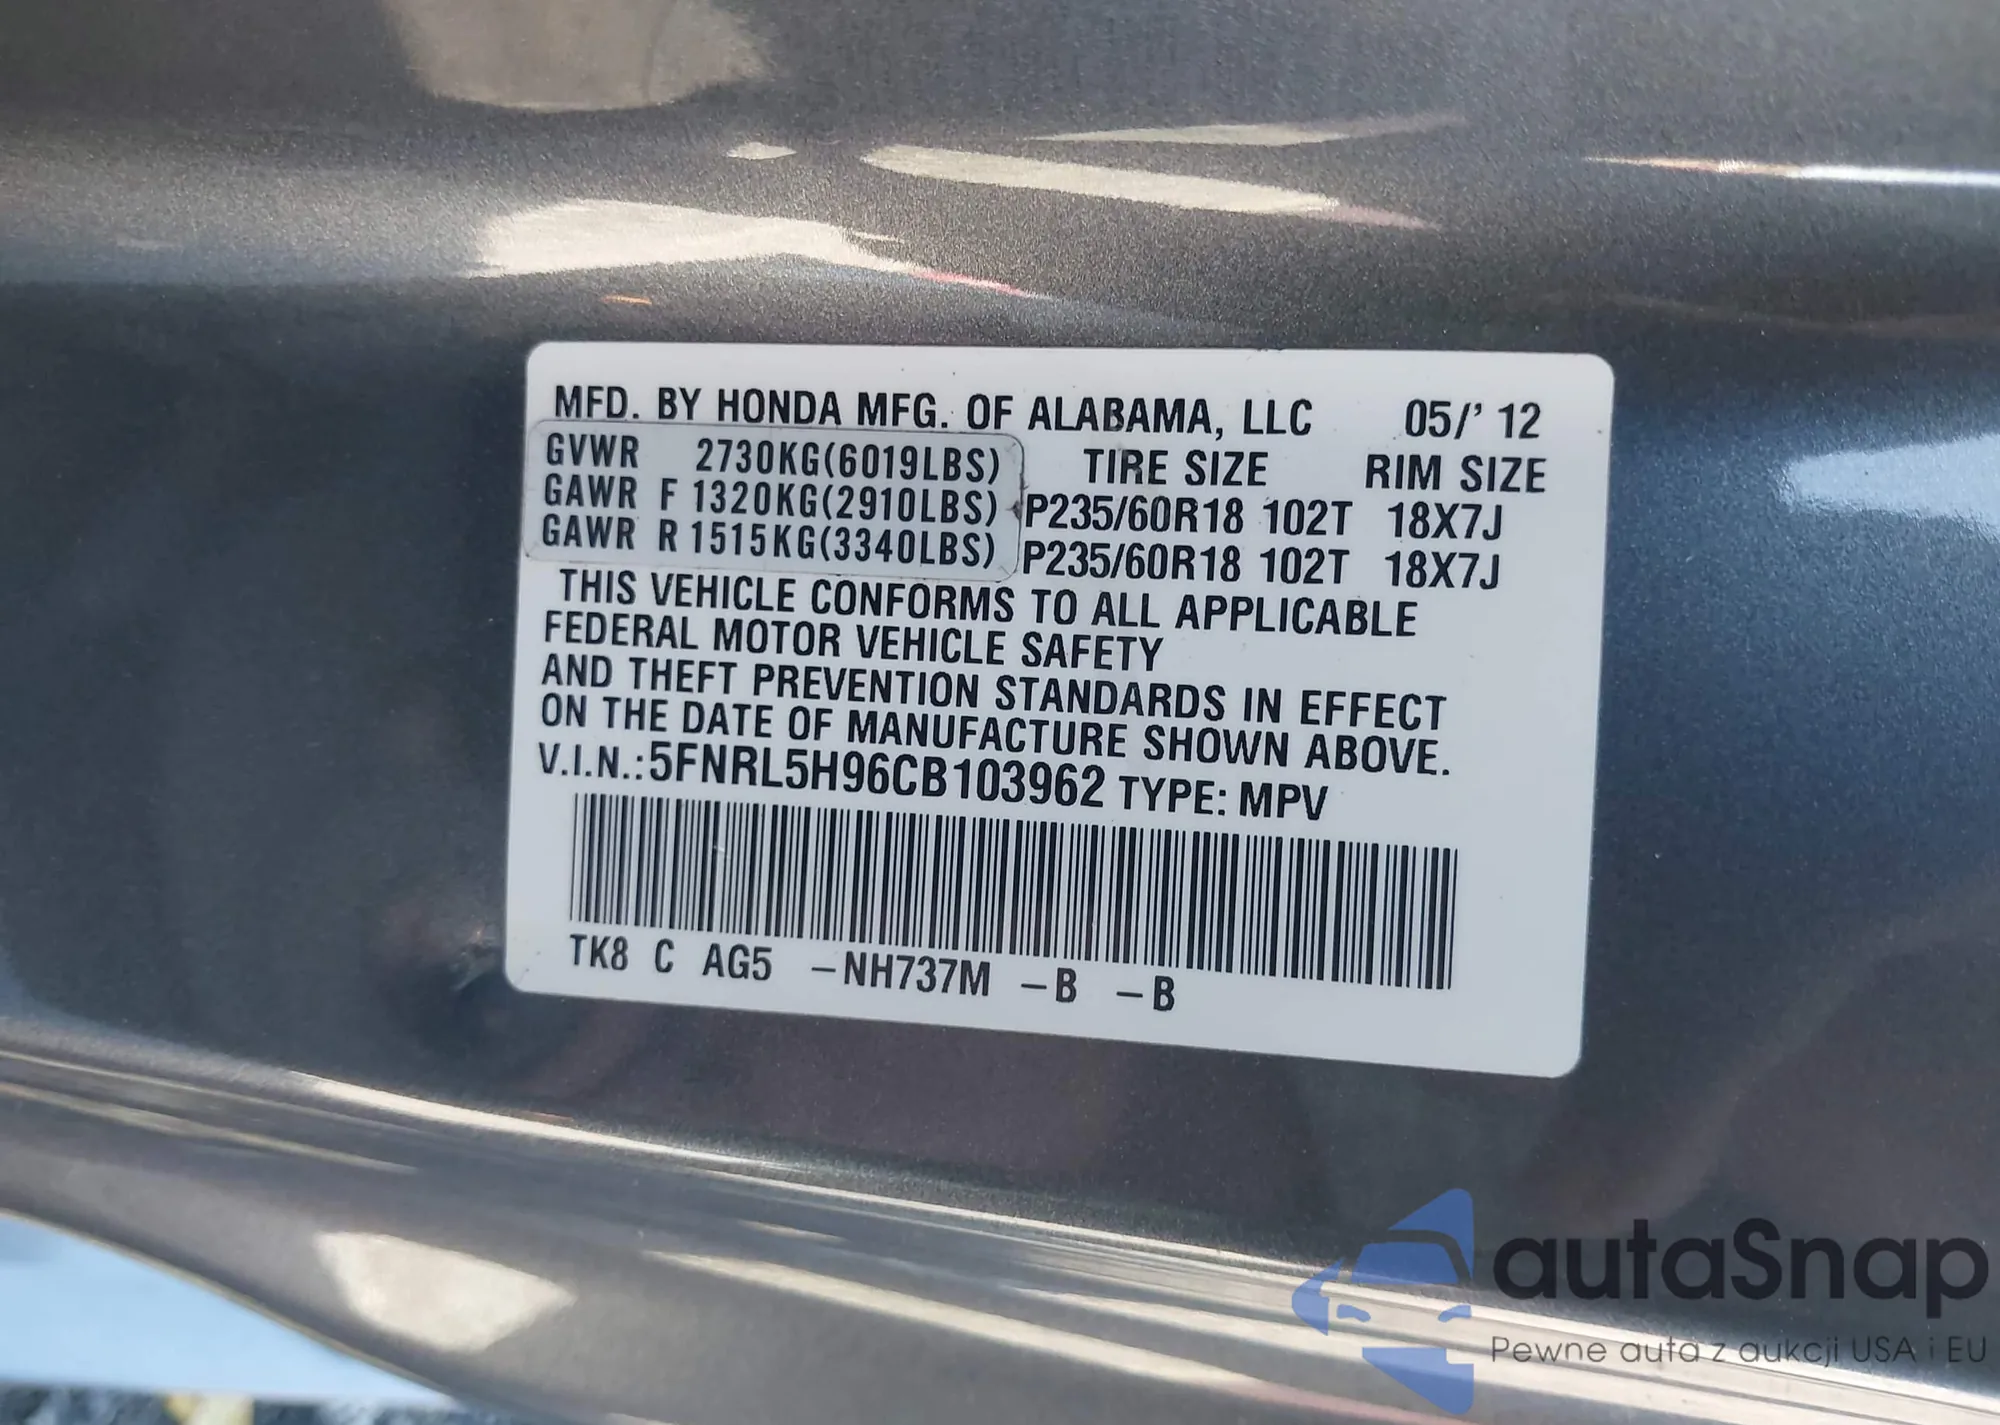 MFD. BY HONDA MFG. OF ALABAMA, LLC 05/' 12
GVWR 2730KG(6019LBS) TIRE SIZE RIM SIZE
GAWR F 1320KG(2910LBS) P235/60R18 102T 18X7J
GAWR R 1515KG(3340LBS) P235/60R18 102T 18X7J
THIS VEHICLE CONFORMS TO ALL APPLICABLE
FEDERAL MOTOR VEHICLE SAFETY
AND THEFT PREVENTION STANDARDS IN EFFECT
ON THE DATE OF MANUFACTURE SHOWN ABOVE.
V.I.N.:5FNRL5H96CB103962 TYPE: MPV
TK8 C AG5 -NH737M -B -B
autaSnap
Pewne auta z aukcji USA i EU